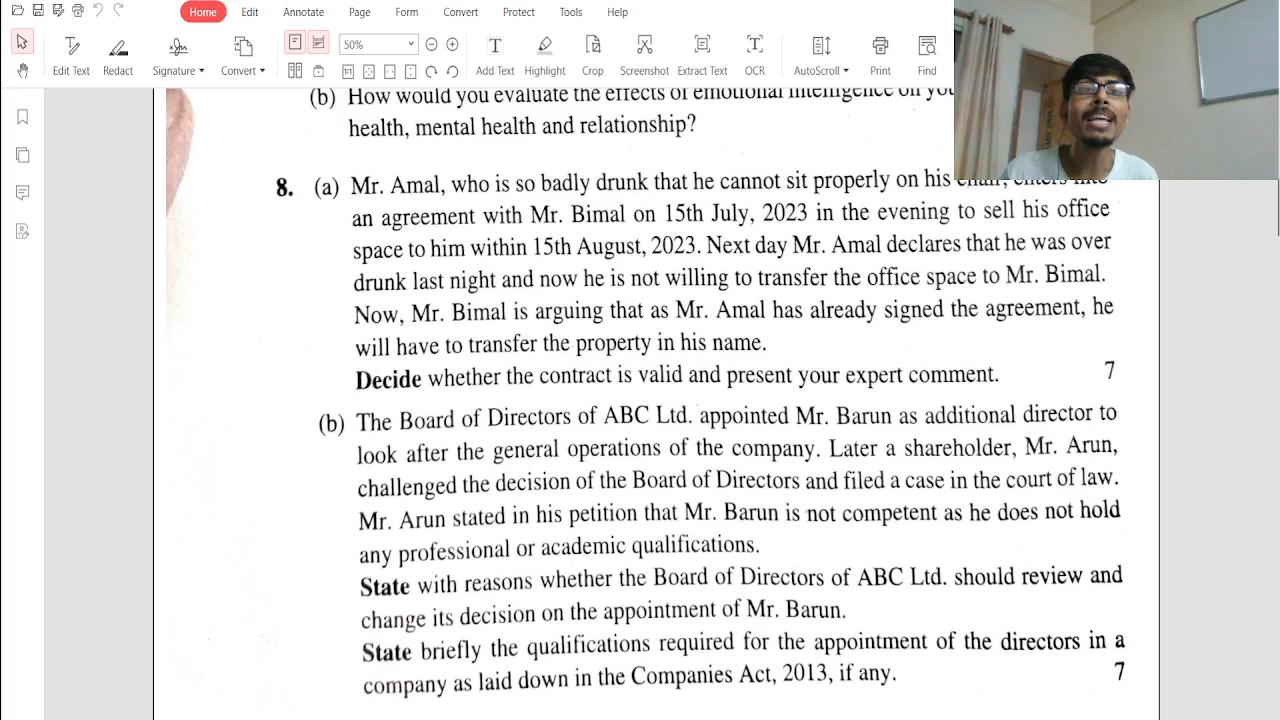 Home Edit Annotate Page Form Convert Protect Tools Help
50%
Edit Text Redact Signature Convert Add Text Highlight Crop Screenshot Extract Text OCR AutoScroll Print Find
(b) How would you evaluate the effects of emotional intelligence on
health, mental health and relationship?
8. (a) Mr. Amal, who is so badly drunk that he cannot sit properly on his chair, enters into
an agreement with Mr. Bimal on 15th July, 2023 in the evening to sell his office
space to him within 15th August, 2023. Next day Mr. Amal declares that he was over
drunk last night and now he is not willing to transfer the office space to Mr. Bimal.
Now, Mr. Bimal is arguing that as Mr. Amal has already signed the agreement, he
will have to transfer the property in his name.
Decide whether the contract is valid and present your expert comment. 7
(b) The Board of Directors of ABC Ltd. appointed Mr. Barun as additional director to
look after the general operations of the company. Later a shareholder, Mr. Arun,
challenged the decision of the Board of Directors and filed a case in the court of law.
Mr. Arun stated in his petition that Mr. Barun is not competent as he does not hold
any professional or academic qualifications.
State with reasons whether the Board of Directors of ABC Ltd. should review and
change its decision on the appointment of Mr. Barun.
State briefly the qualifications required for the appointment of the directors in a
company as laid down in the Companies Act, 2013, if any. 7